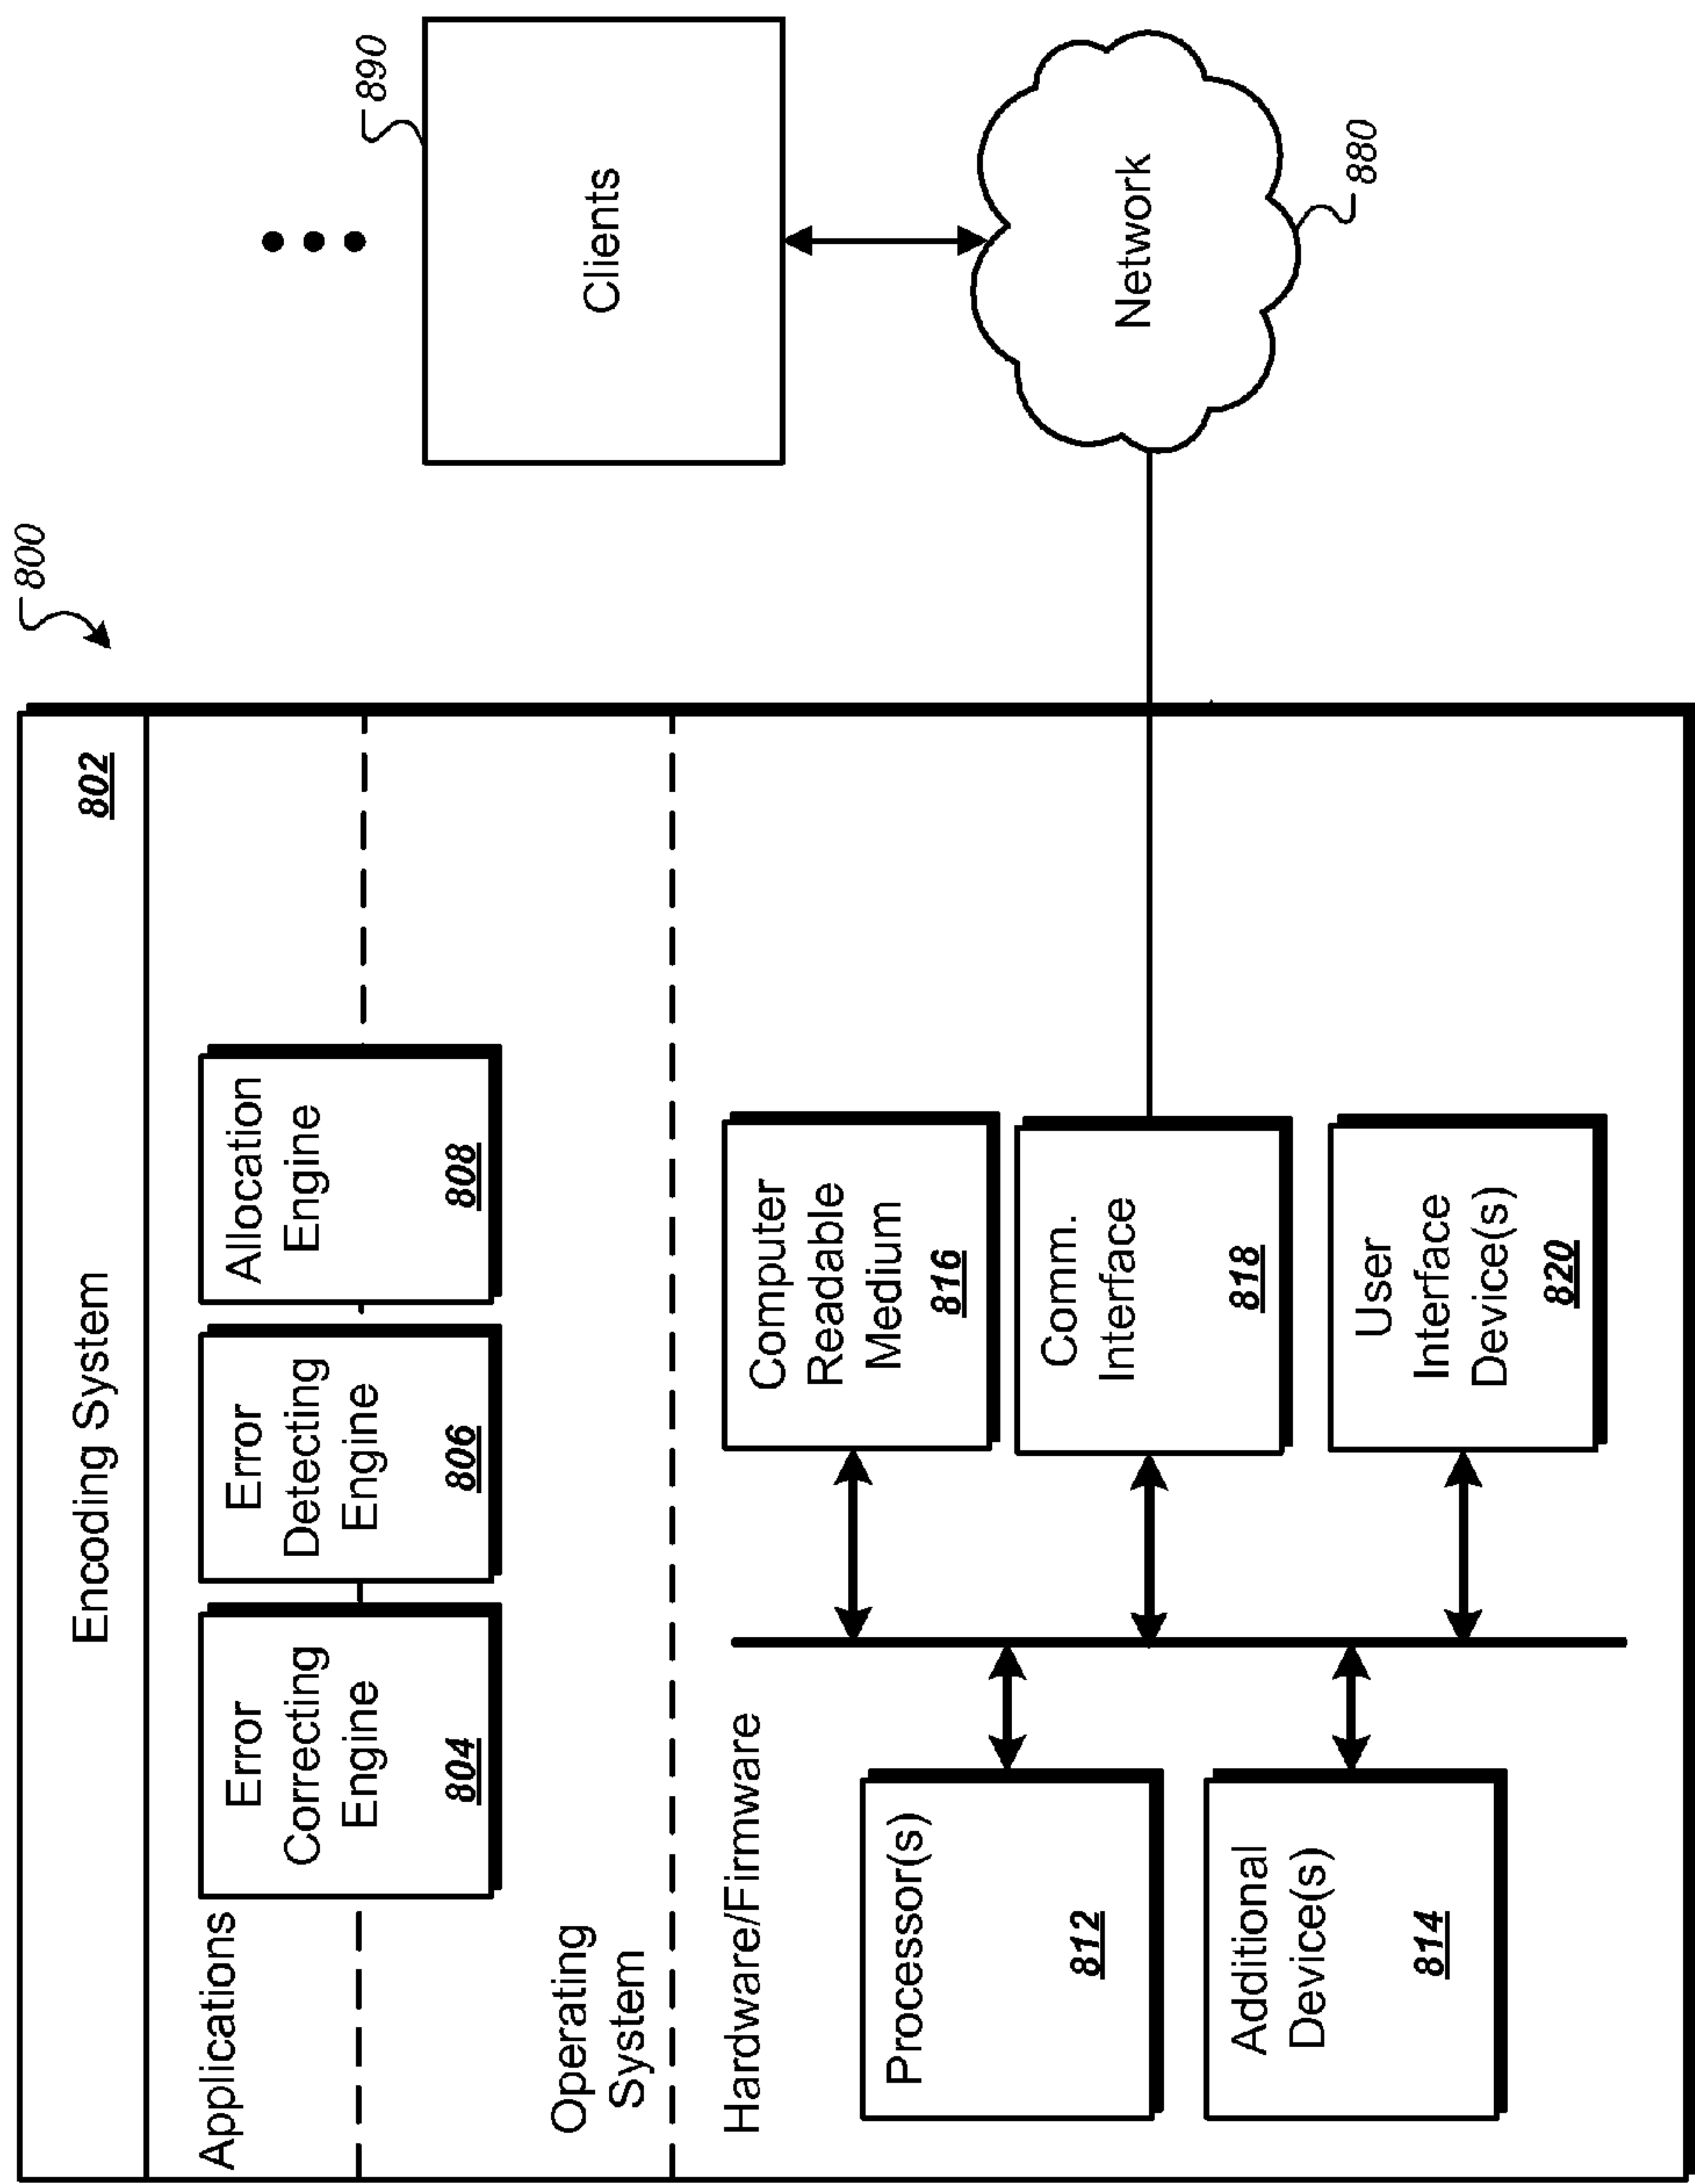 800
Encoding System
802
Applications
Error
Correcting
Engine
804
Error
Detecting
Engine
806
Allocation
Engine
808
Operating
System
Hardware/Firmware
Processor(s)
812
Additional
Device(s)
814
Computer
Readable
Medium
816
Comm.
Interface
818
User
Interface
Device(s)
820
890
Clients
Network
880